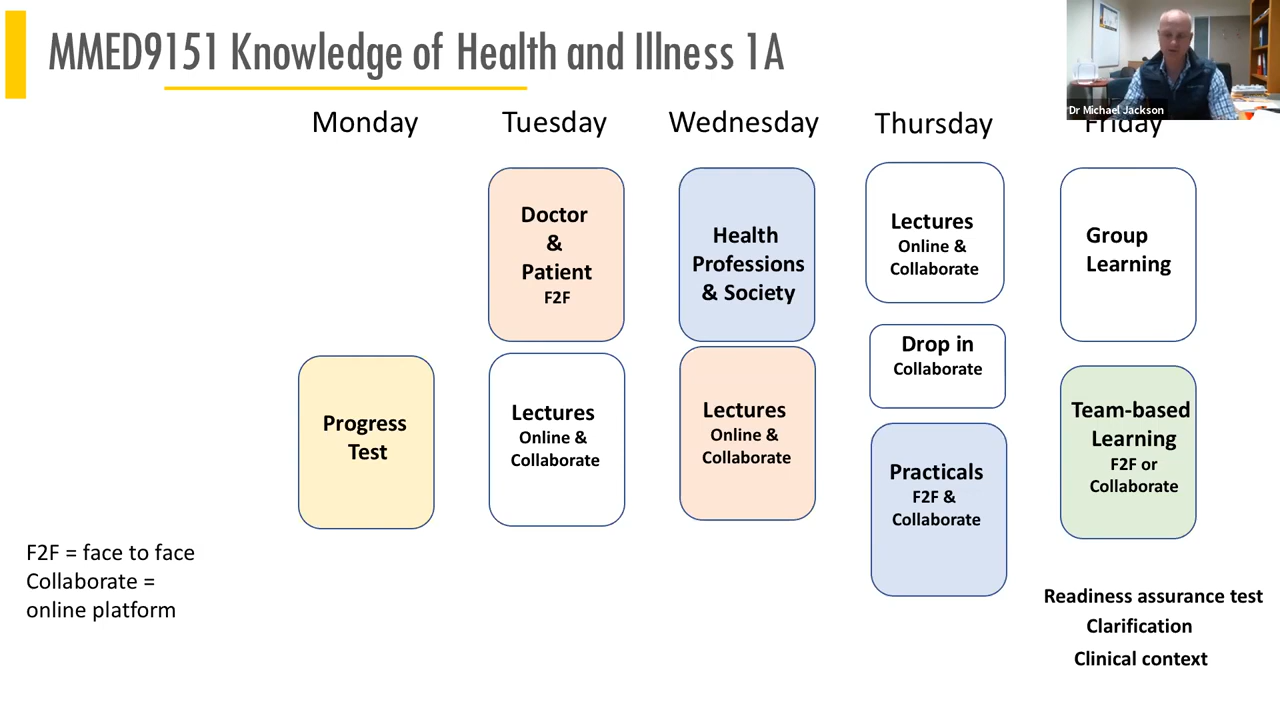 MMED9151 Knowledge of Health and Illness 1A
Dr Michael Jackson
Monday
Tuesday
Wednesday
Thursday
Friday
Progress
Test
Doctor
&
Patient
F2F
Lectures
Online &
Collaborate
Health
Professions
& Society
Lectures
Online &
Collaborate
Lectures
Online &
Collaborate
Drop in
Collaborate
Practicals
F2F &
Collaborate
Group
Learning
Team-based
Learning
F2F or
Collaborate
F2F = face to face
Collaborate =
online platform
Readiness assurance test
Clarification
Clinical context